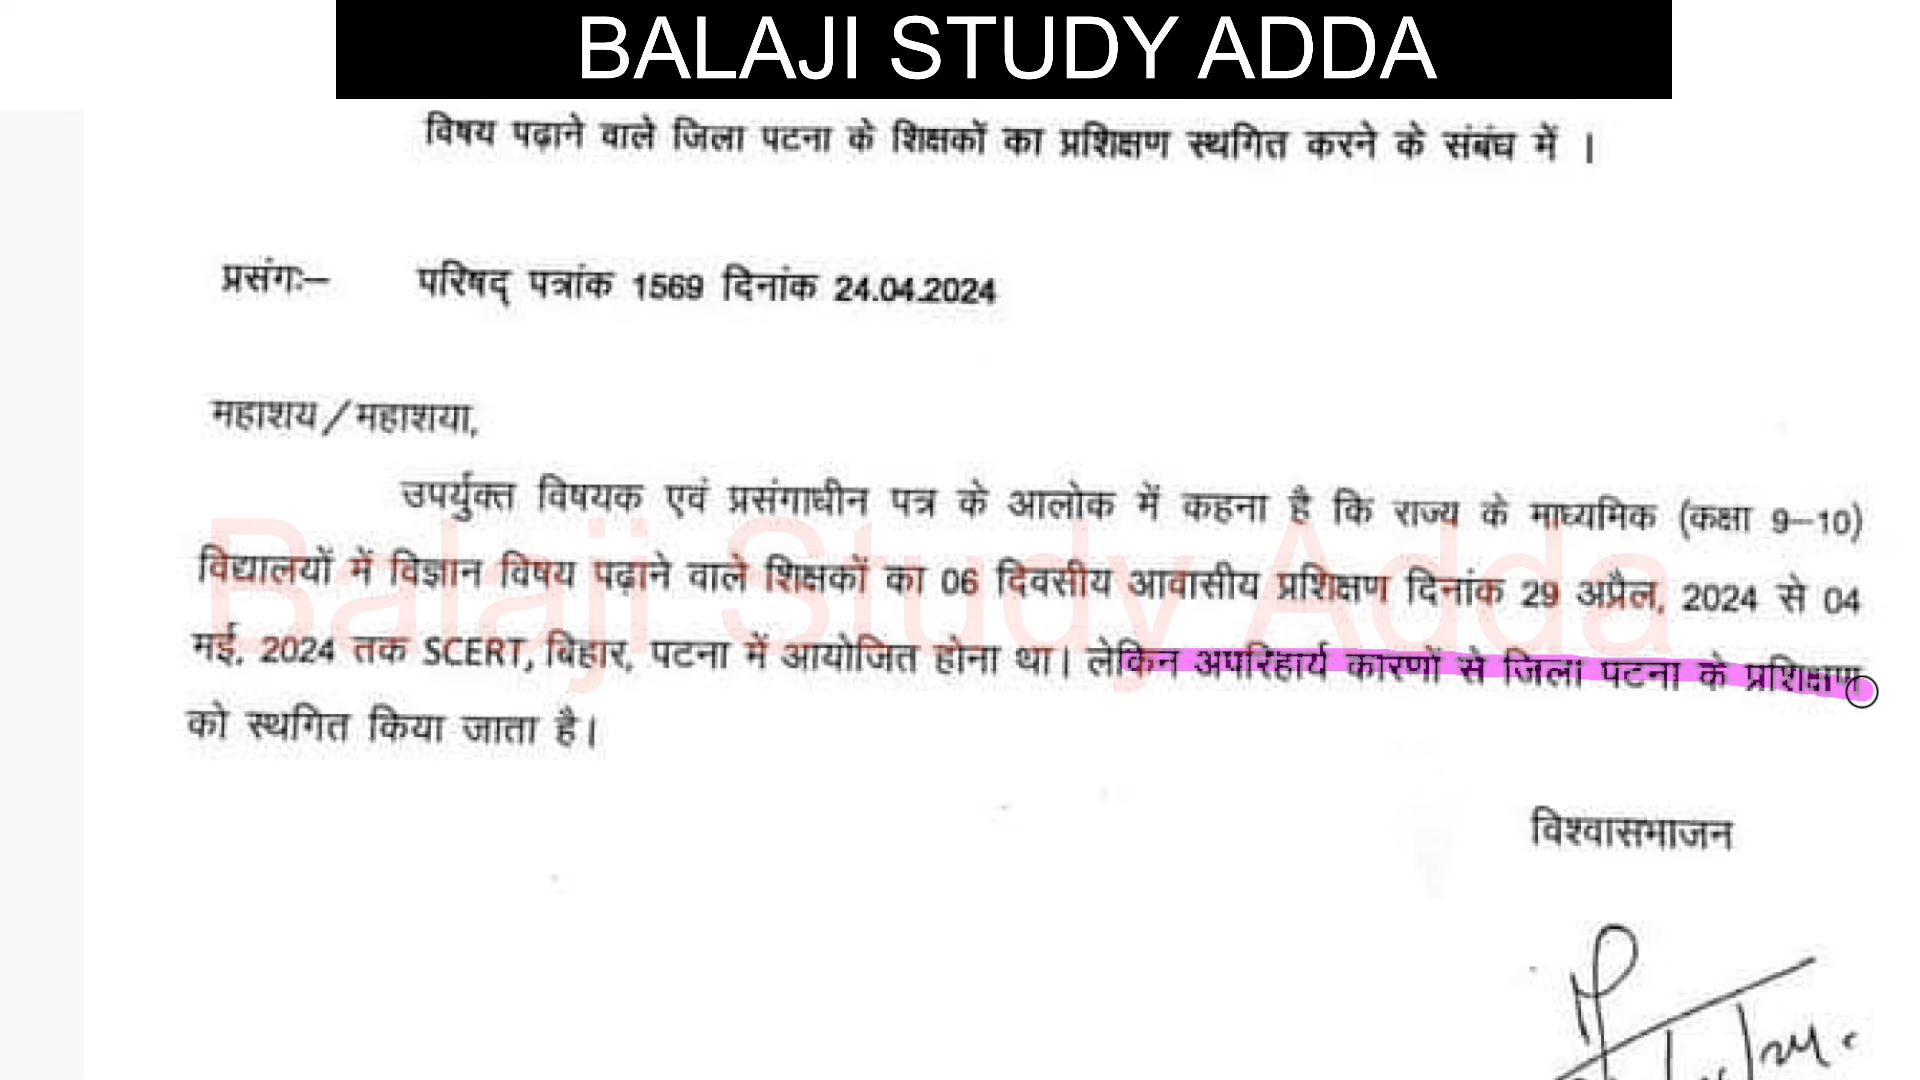 BALAJI STUDY ADDA
विषय पढ़ाने वाले जिला पटना के शिक्षकों का प्रशिक्षण स्थगित करने के संबंध में ।
प्रसंगः– परिषद् पत्रांक 1569 दिनांक 24.04.2024
महाशय/महाशया,
उपर्युक्त विषयक एवं प्रसंगाधीन पत्र के आलोक में कहना है कि राज्य के माध्यमिक (कक्षा 9–10)
विद्यालयों में विज्ञान विषय पढ़ाने वाले शिक्षकों का 06 दिवसीय आवासीय प्रशिक्षण दिनांक 29 अप्रैल, 2024 से 04
मई, 2024 तक SCERT, बिहार, पटना में आयोजित होना था। लेकिन अपरिहार्य कारणों से जिला पटना के प्रशिक्षण
को स्थगित किया जाता है।
Balaji Study Adda
विश्वासभाजन